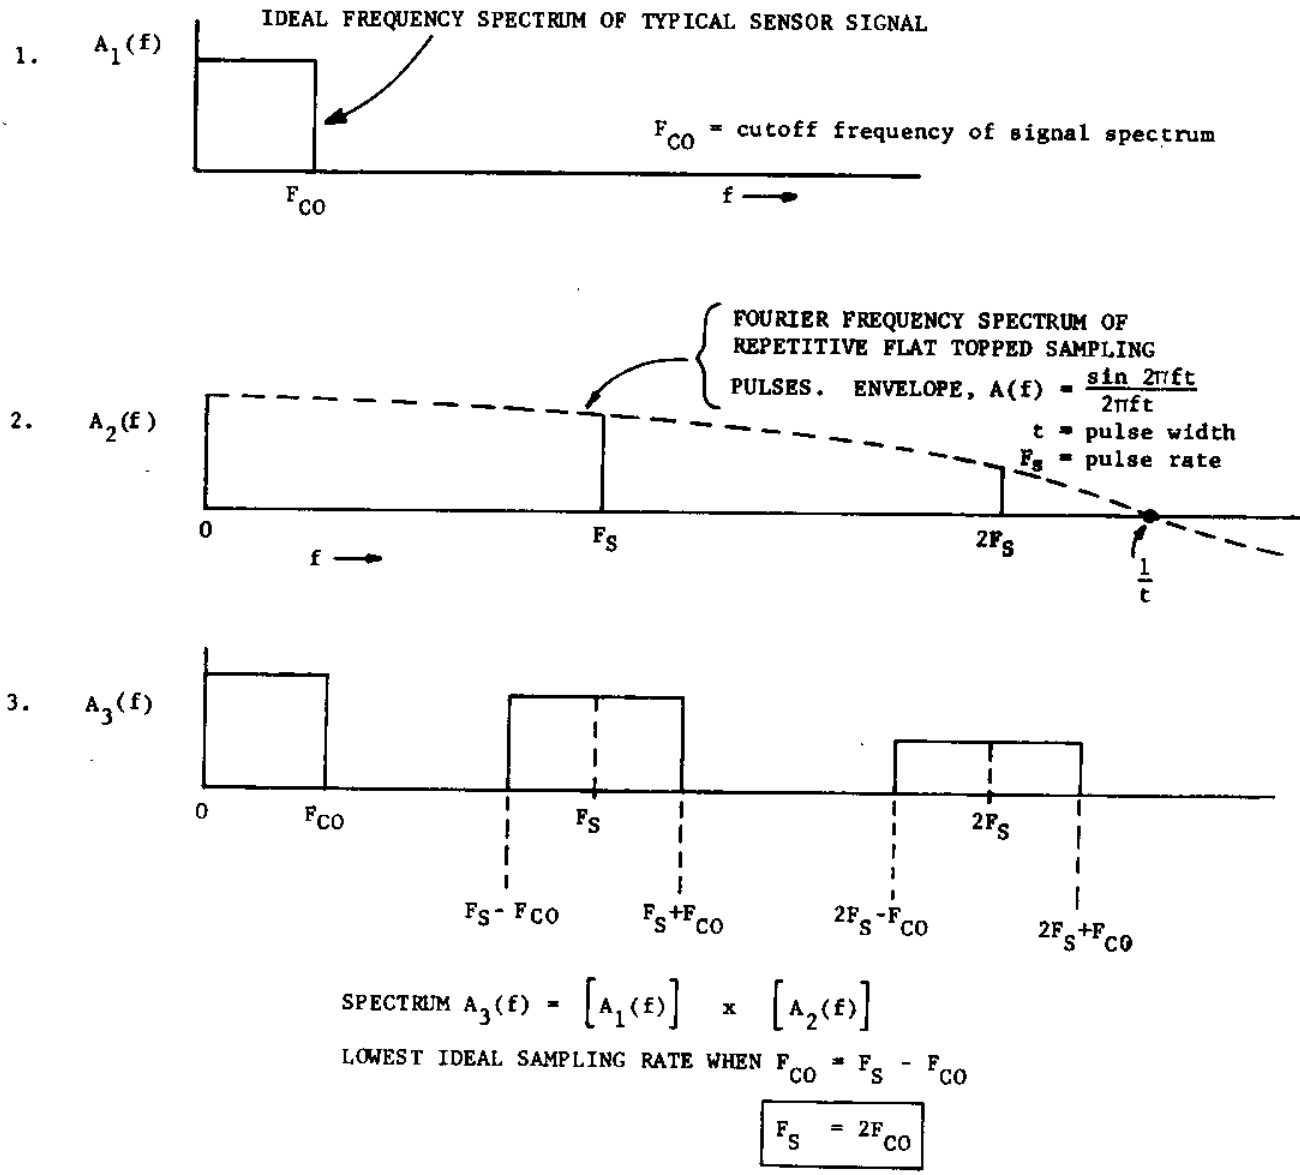 IDEAL FREQUENCY SPECTRUM OF TYPICAL SENSOR SIGNAL
1. A1(f)
FCO = cutoff frequency of signal spectrum
FCO
f
FOURIER FREQUENCY SPECTRUM OF
REPETITIVE FLAT TOPPED SAMPLING
PULSES. ENVELOPE, A(f) = sin 2πft / 2πft
2. A2(f)
t = pulse width
Fs = pulse rate
0 FS 2FS
f
1/t
3. A3(f)
0 FCO FS 2FS
FS- FCO FS+FCO 2FS-FCO 2FS+FCO
SPECTRUM A3(f) = [A1(f)] x [A2(f)]
LOWEST IDEAL SAMPLING RATE WHEN FCO = FS - FCO
FS = 2FCO